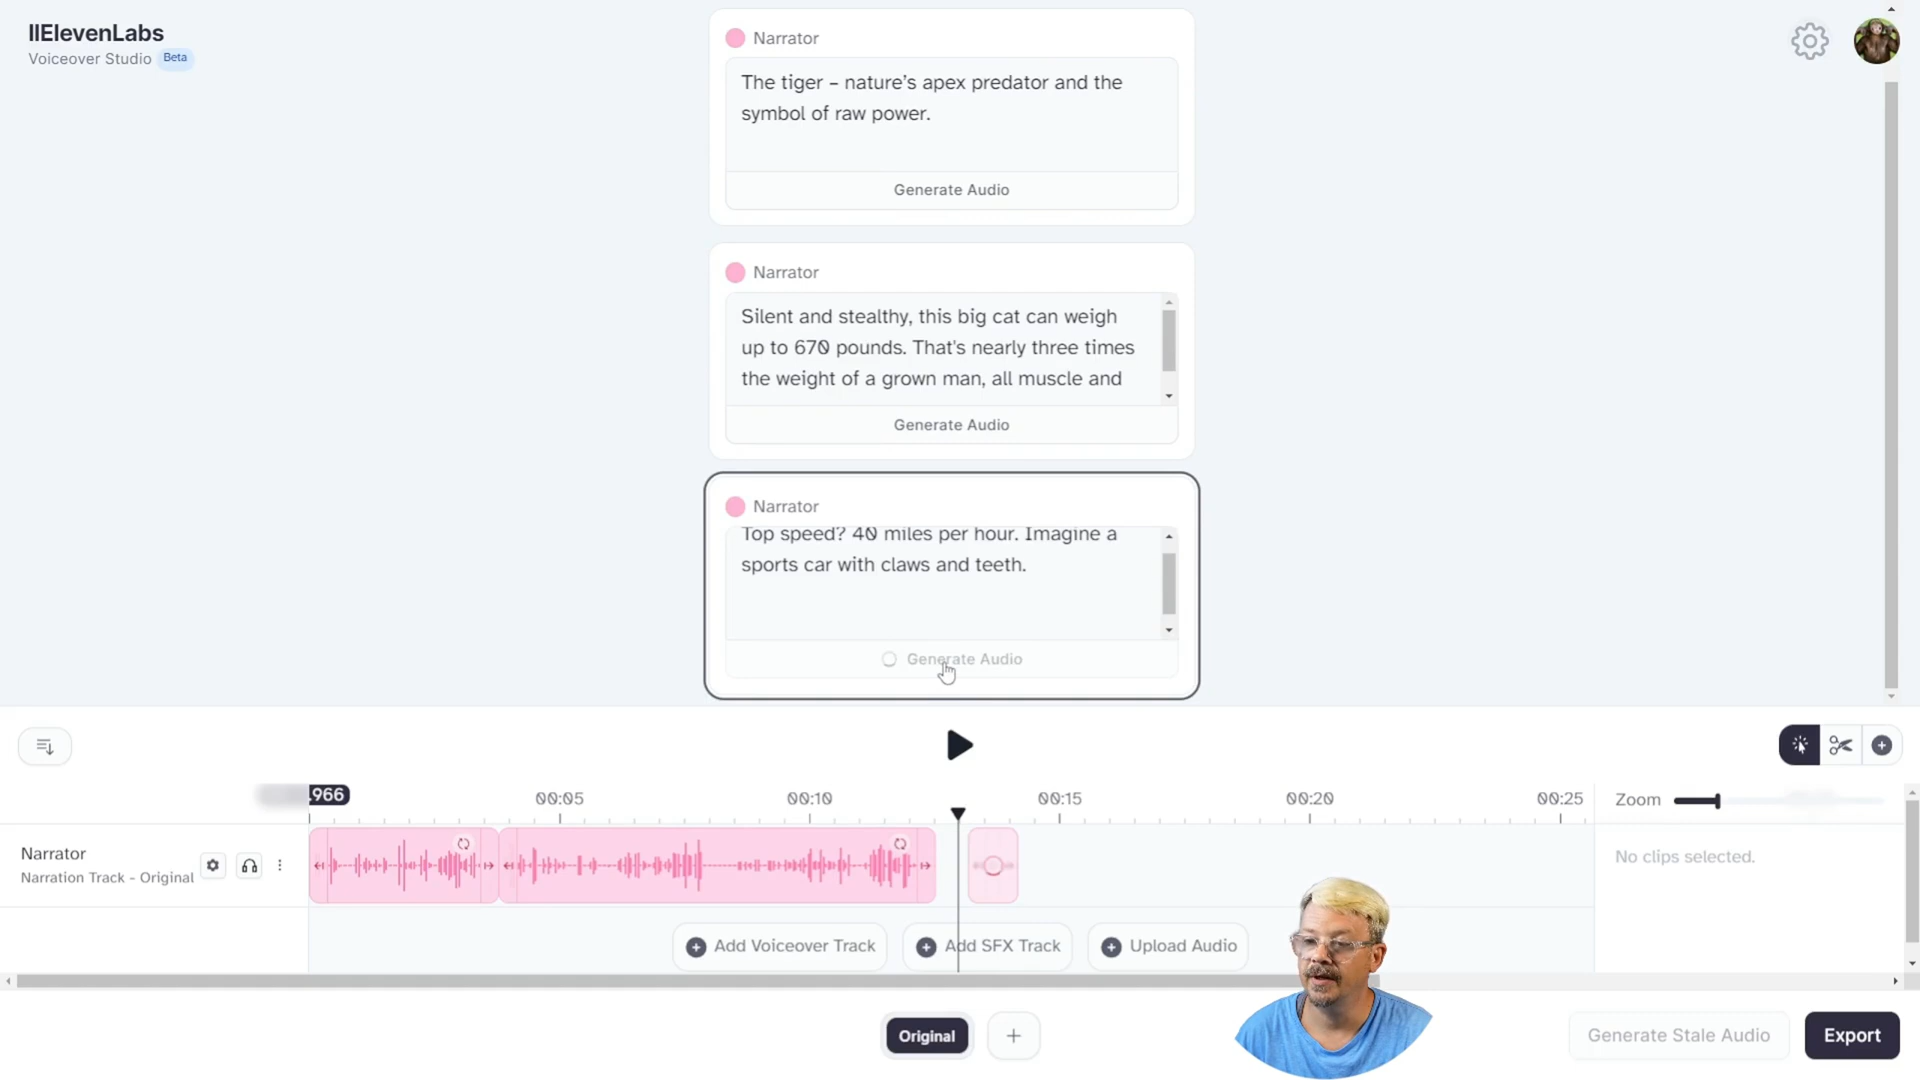 IIElevenLabs
Voiceover Studio Beta
Narrator
The tiger – nature’s apex predator and the
symbol of raw power.
Generate Audio
Narrator
Silent and stealthy, this big cat can weigh
up to 670 pounds. That's nearly three times
the weight of a grown man, all muscle and
Generate Audio
Narrator
Top speed? 40 miles per hour. Imagine a
sports car with claws and teeth.
Generate Audio
.966
00:05
00:10
00:15
00:20
00:25
Zoom
Narrator
Narration Track - Original
No clips selected.
Add Voiceover Track
Add SFX Track
Upload Audio
Original
Generate Stale Audio
Export